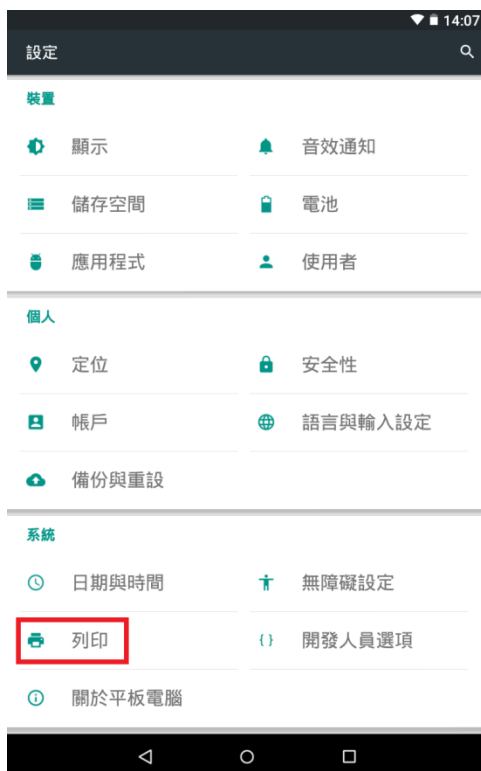 14:07
設定
裝置
顯示
音效通知
儲存空間
電池
應用程式
使用者
個人
定位
安全性
帳戶
語言與輸入設定
備份與重設
系統
日期與時間
無障礙設定
列印
{ } 開發人員選項
關於平板電腦